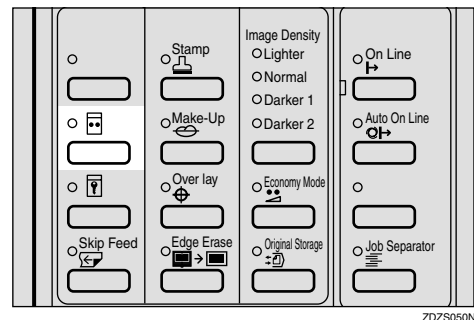 Stamp
Make-Up
Over lay
Skip Feed
Edge Erase
Image Density
Lighter
Normal
Darker 1
Darker 2
Economy Mode
Original Storage
On Line
Auto On Line
Job Separator
ZDZS050N